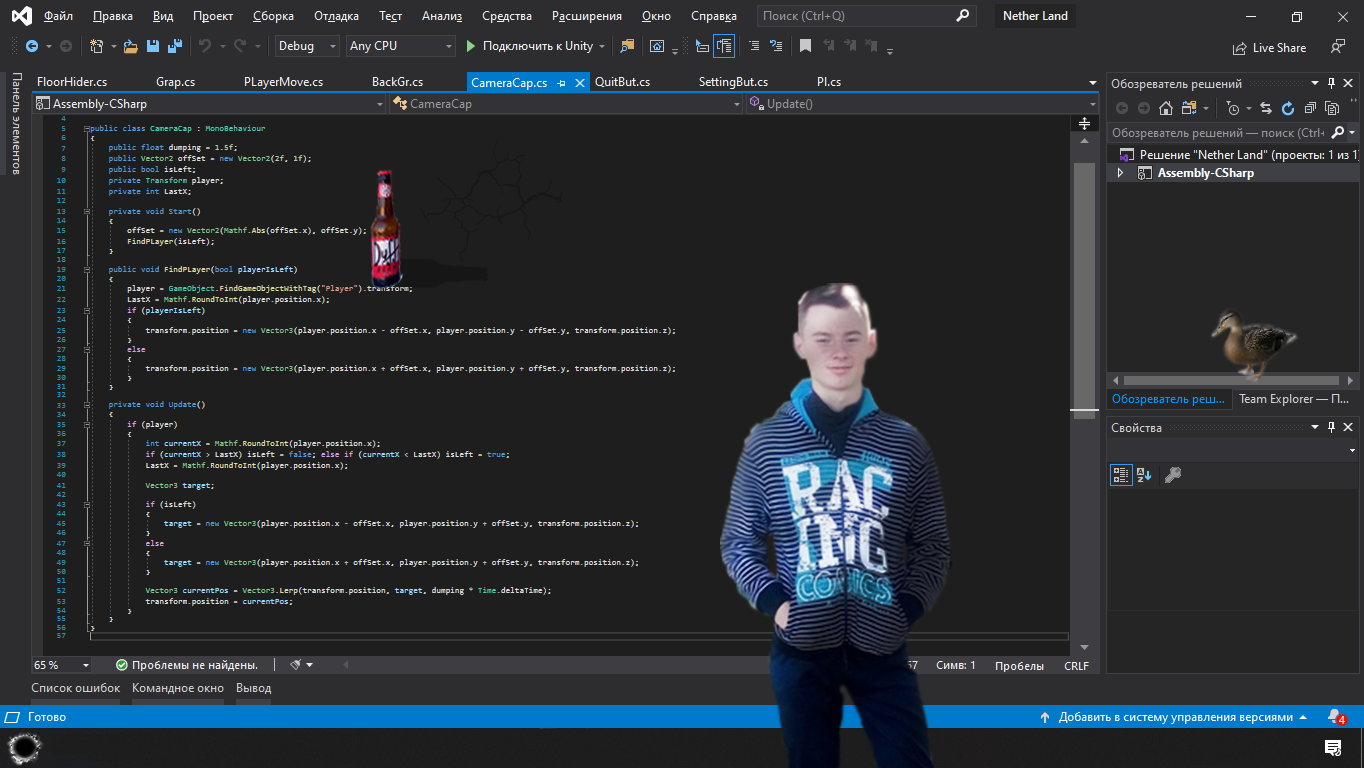 Файл Правка Вид Проект Сборка Отладка Тест Анализ Средства Расширения Окно Справка Поиск (Ctrl+Q) Nether Land
Debug Any CPU Подключить к Unity Live Share
Панель элементов
FloorHider.cs Grap.cs PLayerMove.cs BackGr.cs CameraCap.cs QuitBut.cs SettingBut.cs Pl.cs
Assembly-CSharp CameraCap Update()
4
5 public class CameraCap : MonoBehaviour
6 {
7 public float dumping = 1.5f;
8 public Vector2 offSet = new Vector2(2f, 1f);
9 public bool isLeft;
10 private Transform player;
11 private int LastX;
12
13 private void Start()
14 {
15 offSet = new Vector2(Mathf.Abs(offSet.x), offSet.y);
16 FindPLayer(isLeft);
17 }
18
19 public void FindPLayer(bool playerIsLeft)
20 {
21 player = GameObject.FindGameObjectWithTag("Player").transform;
22 LastX = Mathf.RoundToInt(player.position.x);
23 if (playerIsLeft)
24 {
25 transform.position = new Vector3(player.position.x - offSet.x, player.position.y - offSet.y, transform.position.z);
26 }
27 else
28 {
29 transform.position = new Vector3(player.position.x + offSet.x, player.position.y + offSet.y, transform.position.z);
30 }
31 }
32
33 private void Update()
34 {
35 if (player)
36 {
37 int currentX = Mathf.RoundToInt(player.position.x);
38 if (currentX > LastX) isLeft = false; else if (currentX < LastX) isLeft = true;
39 LastX = Mathf.RoundToInt(player.position.x);
40
41 Vector3 target;
42
43 if (isLeft)
44 {
45 target = new Vector3(player.position.x - offSet.x, player.position.y + offSet.y, transform.position.z);
46 }
47 else
48 {
49 target = new Vector3(player.position.x + offSet.x, player.position.y + offSet.y, transform.position.z);
50 }
51
52 Vector3 currentPos = Vector3.Lerp(transform.position, target, dumping * Time.deltaTime);
53 transform.position = currentPos;
54 }
55 }
56 }
57
Duff
RAC
ING
COMICS
65 % Проблемы не найдены. 57 Симв: 1 Пробелы CRLF
Обозреватель решений
Обозреватель решений — поиск (Ctrl+
Решение "Nether Land" (проекты: 1 из 1
Assembly-CSharp
Обозреватель реш... Team Explorer — П...
Свойства
Список ошибок Командное окно Вывод
Готово Добавить в систему управления версиями 4